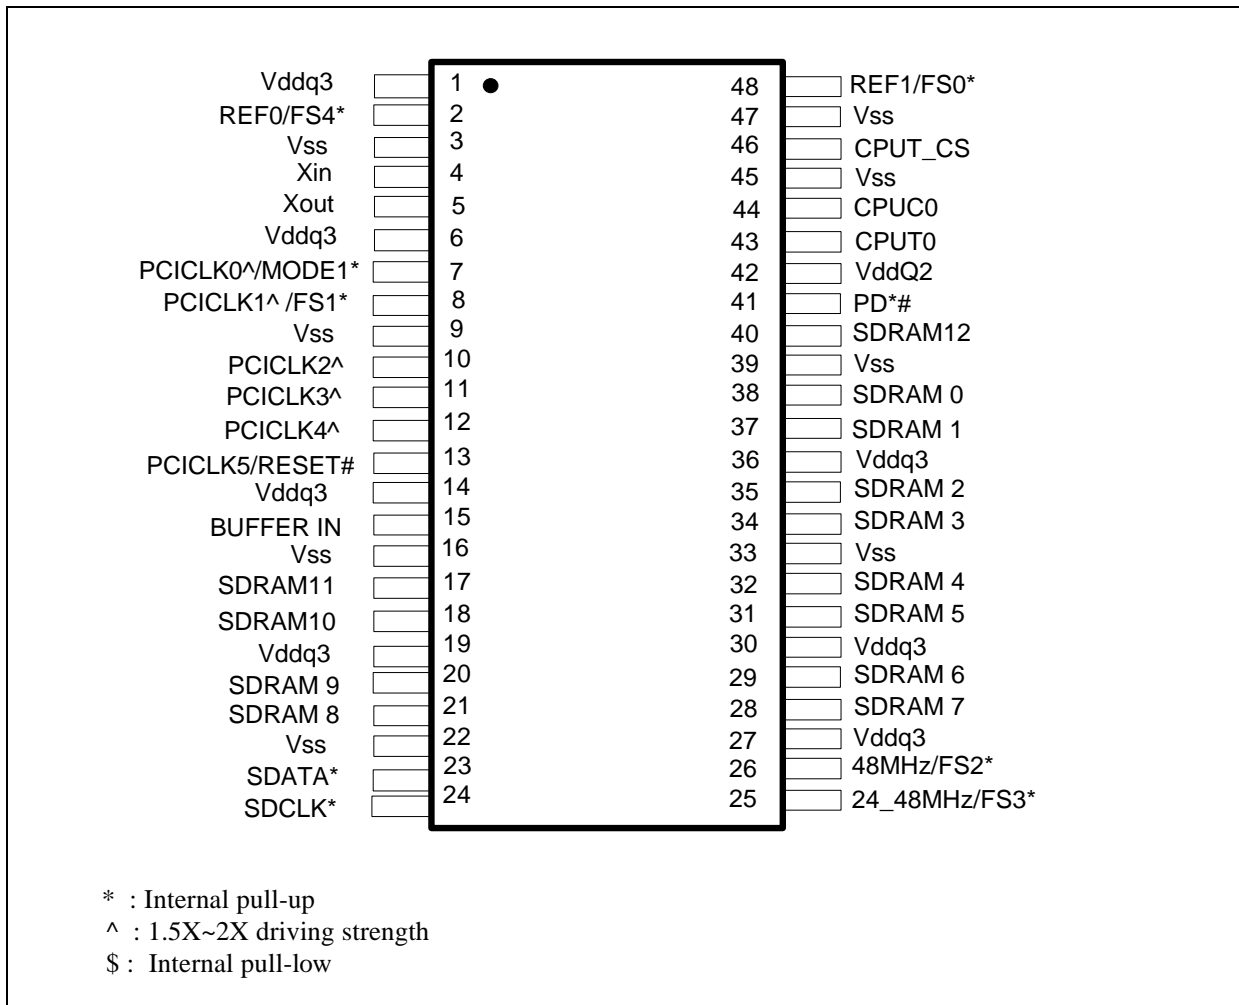 Vddq3 1 48 REF1/FS0*
REF0/FS4* 2 47 Vss
Vss 3 46 CPUT_CS
Xin 4 45 Vss
Xout 5 44 CPUC0
Vddq3 6 43 CPUT0
PCICLK0^/MODE1* 7 42 VddQ2
PCICLK1^ /FS1* 8 41 PD*#
Vss 9 40 SDRAM12
PCICLK2^ 10 39 Vss
PCICLK3^ 11 38 SDRAM 0
PCICLK4^ 12 37 SDRAM 1
PCICLK5/RESET# 13 36 Vddq3
Vddq3 14 35 SDRAM 2
BUFFER IN 15 34 SDRAM 3
Vss 16 33 Vss
SDRAM11 17 32 SDRAM 4
SDRAM10 18 31 SDRAM 5
Vddq3 19 30 Vddq3
SDRAM 9 20 29 SDRAM 6
SDRAM 8 21 28 SDRAM 7
Vss 22 27 Vddq3
SDATA* 23 26 48MHz/FS2*
SDCLK* 24 25 24_48MHz/FS3*
* : Internal pull-up
^ : 1.5X~2X driving strength
$ : Internal pull-low